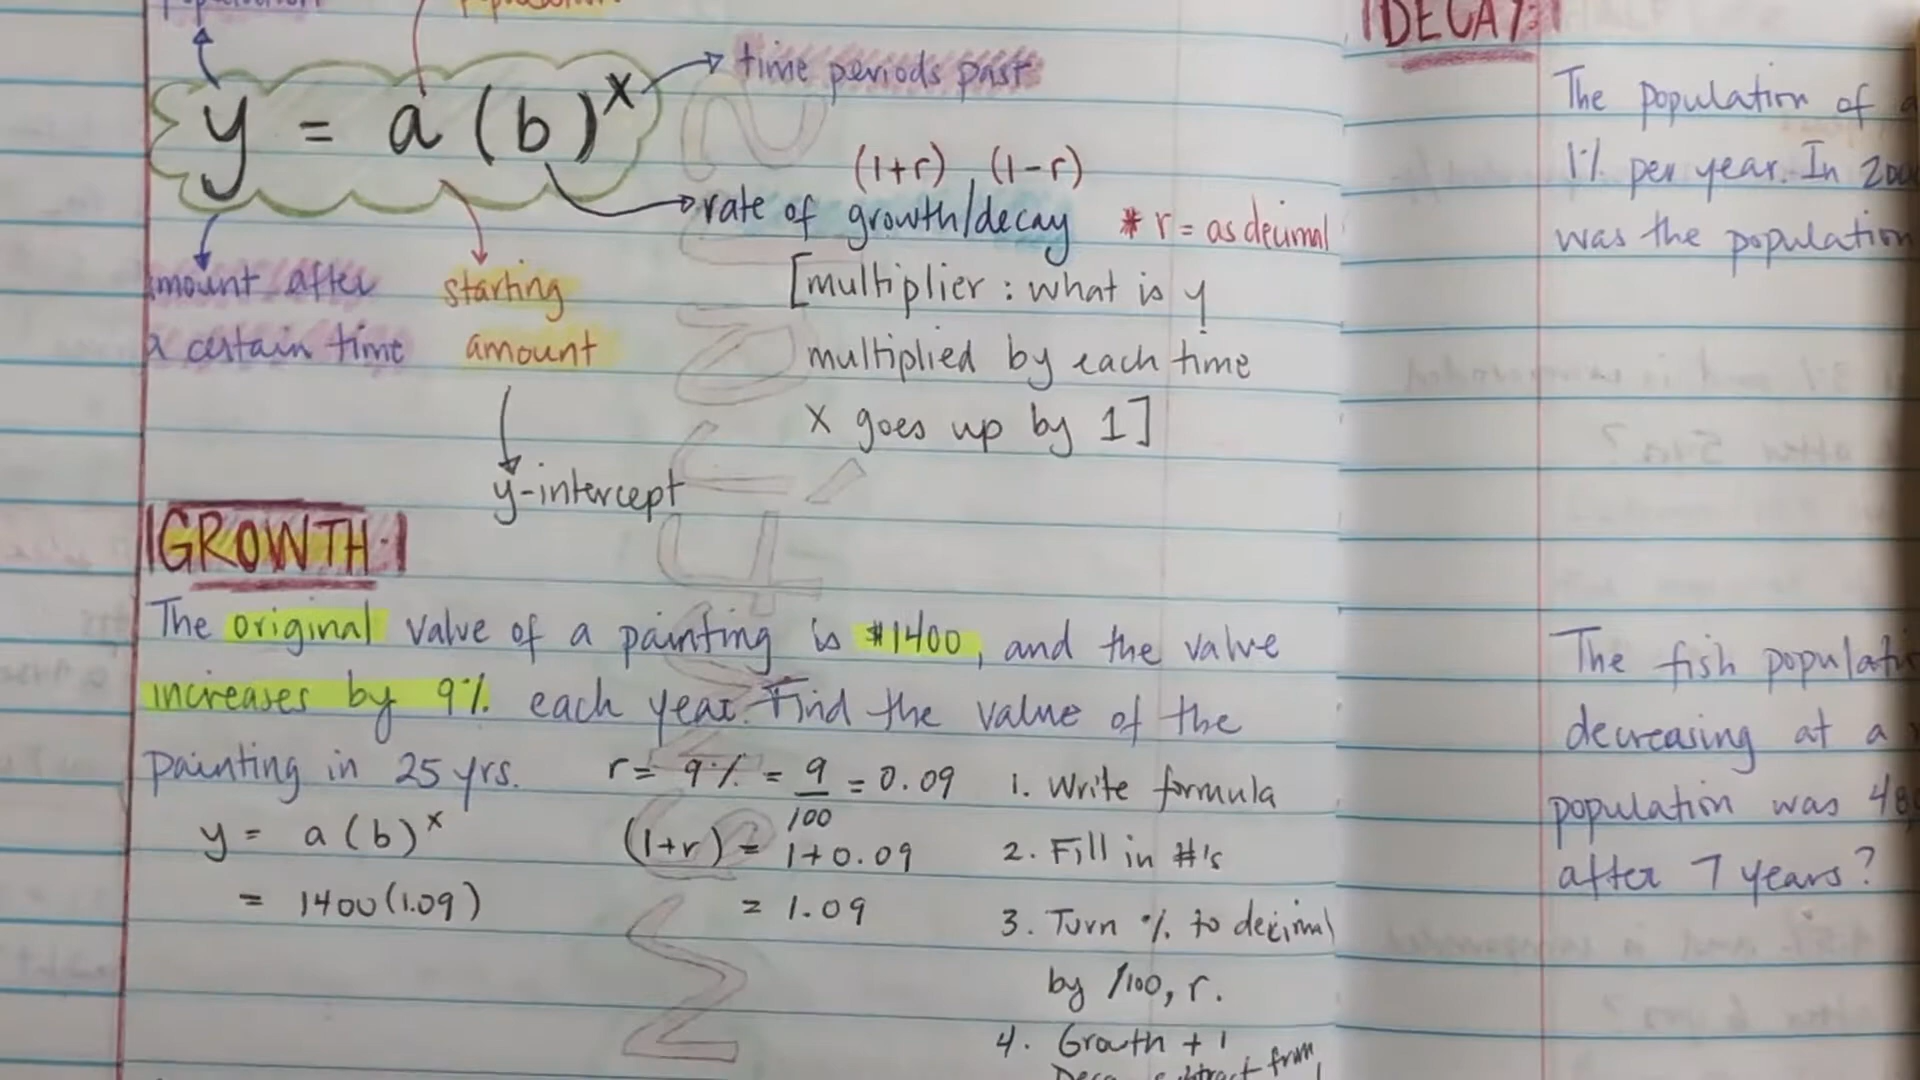 time periods past
y = a (b)^x
(1+r) (1-r)
rate of growth/decay * r = as decimal
after
a certain time
starting
amount
[multiplier : what is y
multiplied by each time
x goes up by 1]
y-intercept
GROWTH:
The original value of a painting is $1400, and the value
increases by 9% each year. Find the value of the
painting in 25 yrs.
r = 9% = 9/100 = 0.09
y = a (b)^x
= 1400 (1.09)
(1+r) = 1+0.09
= 1.09
1. Write formula
2. Fill in #'s
3. Turn % to decimal
by /100, r.
4. Growth + 1
from
DECAY:
The population of
1% per year. In
was the population
The fish
decreasing at a
population was
after 7 years?